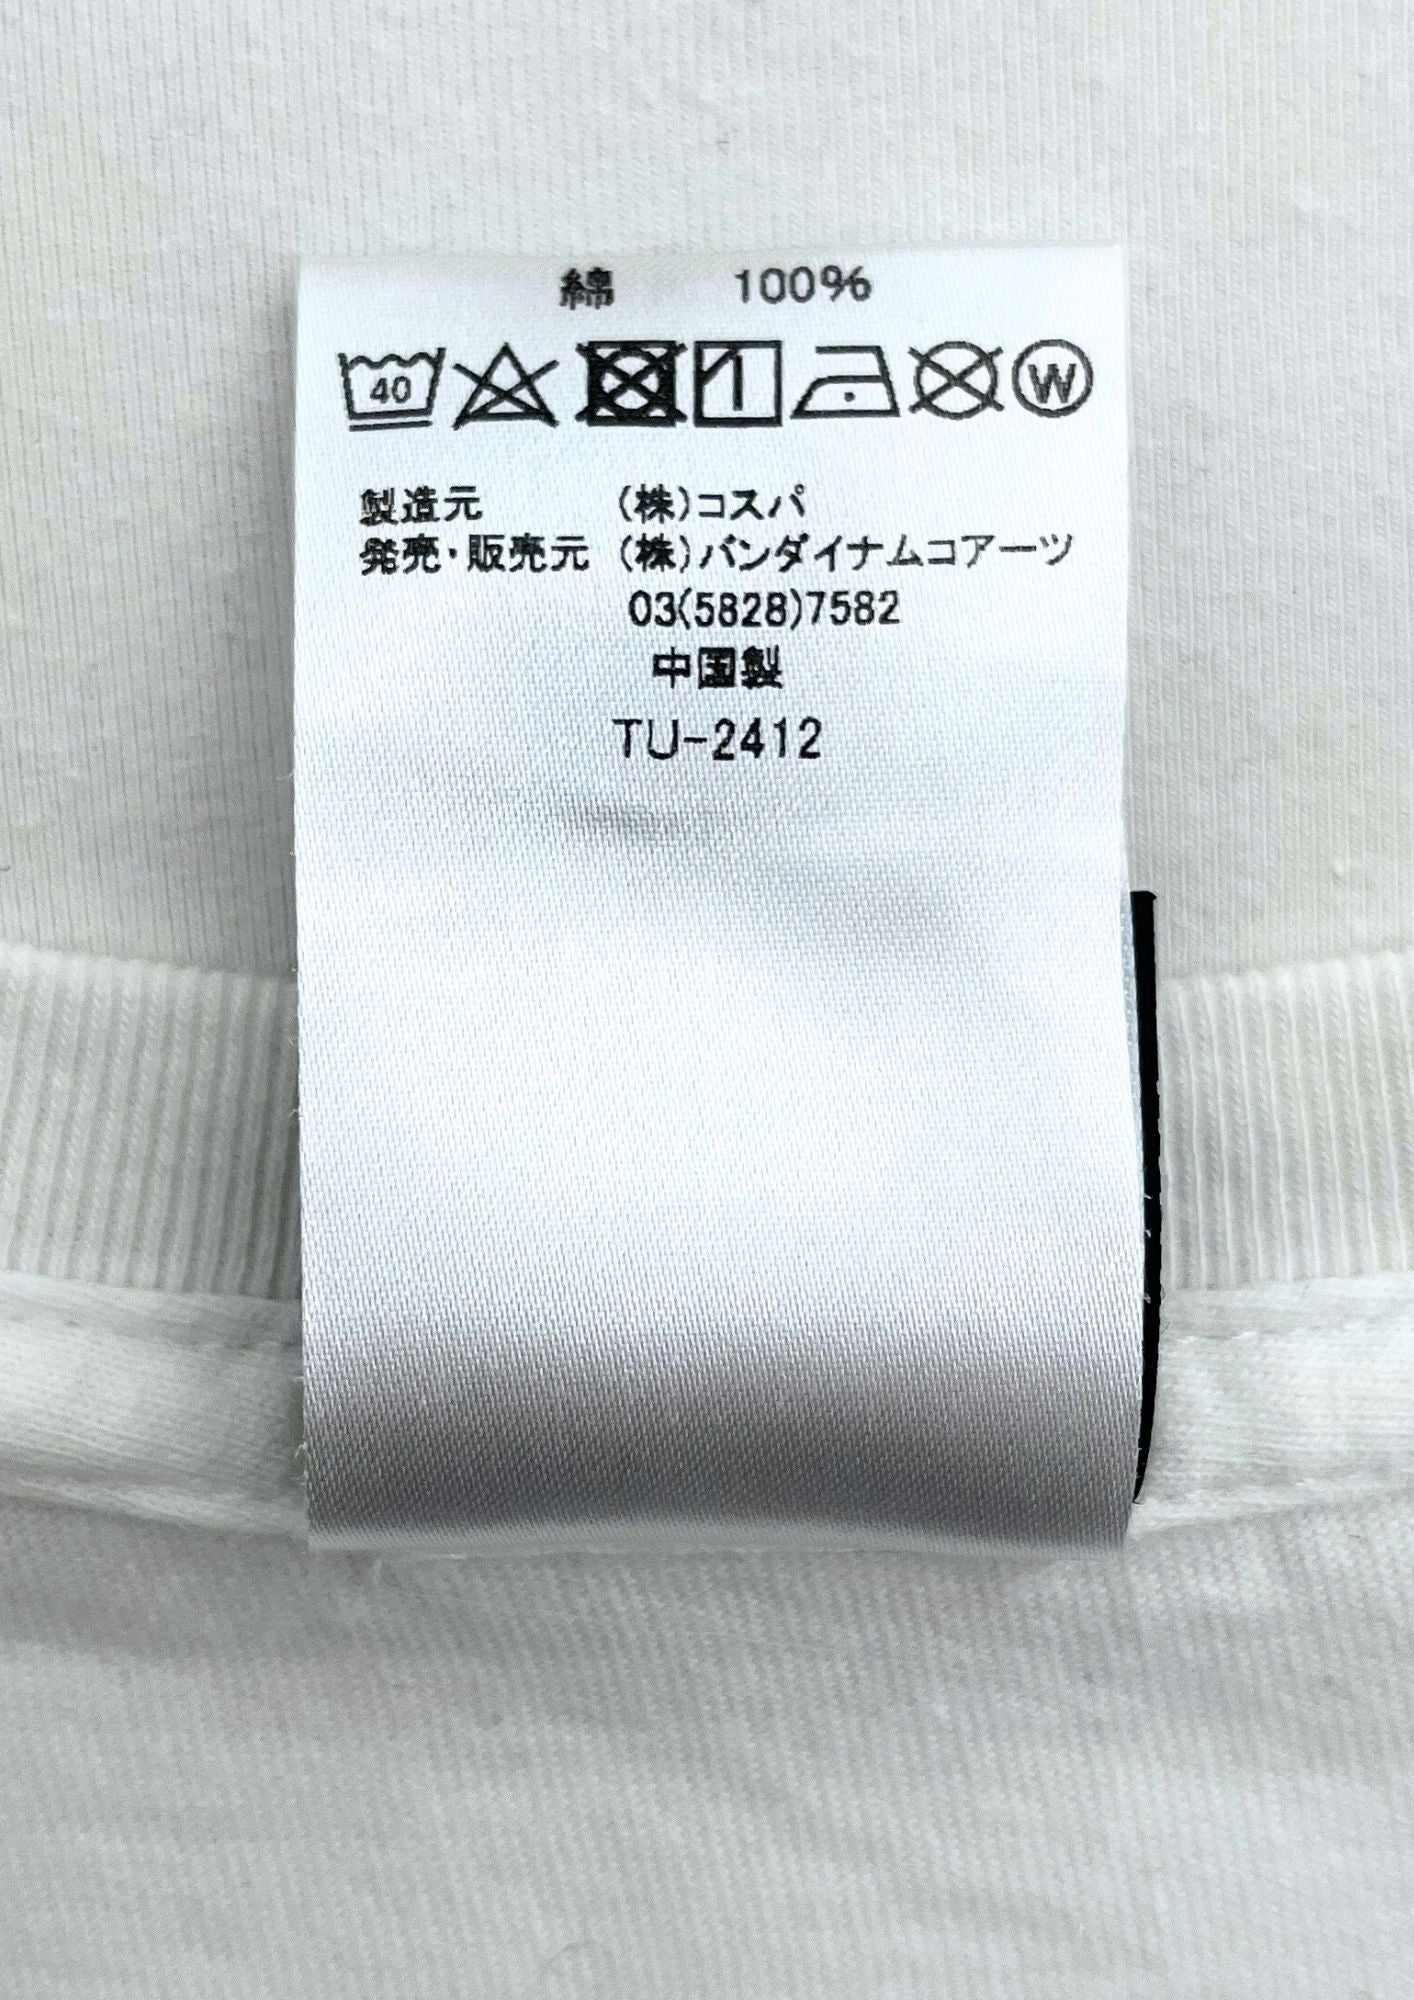 綿 100%
40 W
製造元 (株)コスパ
発売・販売元 (株)バンダイナムコアーツ
03(5828)7582
中国製
TU-2412